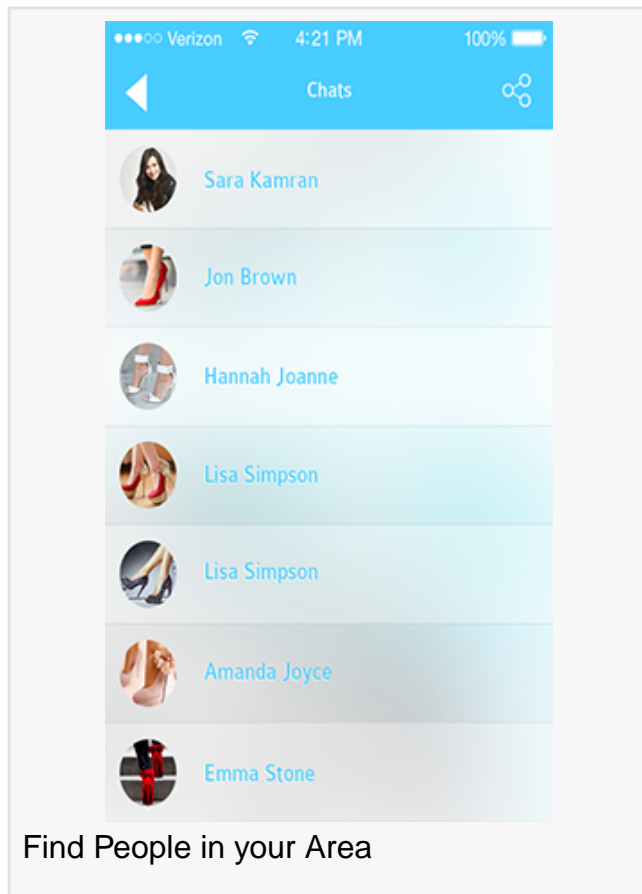 Verizon 4:21 PM 100%
Chats
Sara Kamran
Jon Brown
Hannah Joanne
Lisa Simpson
Lisa Simpson
Amanda Joyce
Emma Stone
Find People in your Area